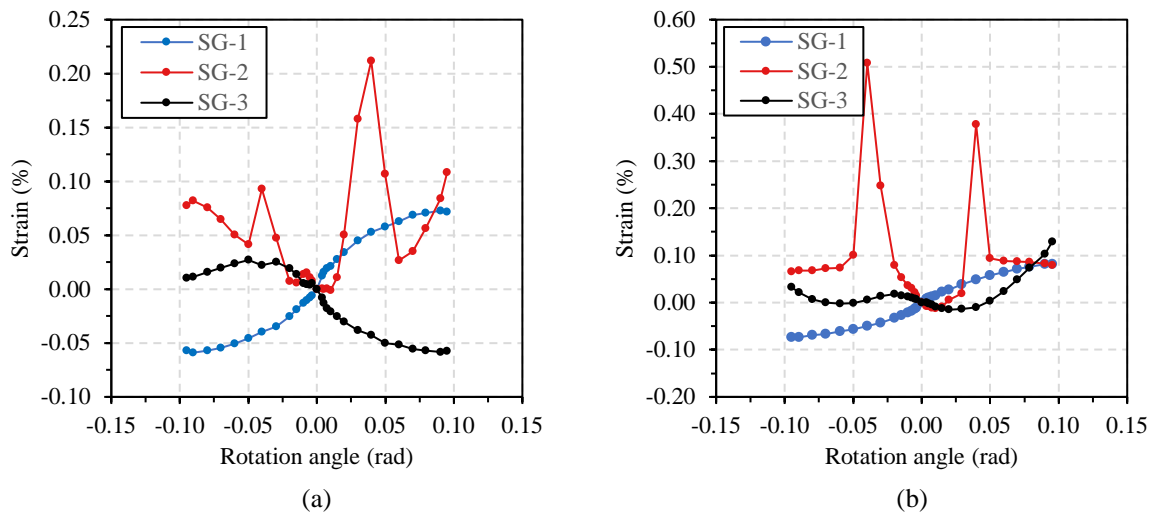 0.25
0.20
0.15
0.10
0.05
0.00
-0.05
-0.10
Strain (%)
SG-1
SG-2
SG-3
-0.15 -0.10 -0.05 0.00 0.05 0.10 0.15
Rotation angle (rad)
(a)
0.60
0.50
0.40
0.30
0.20
0.10
0.00
-0.10
-0.20
Strain (%)
SG-1
SG-2
SG-3
-0.15 -0.10 -0.05 0.00 0.05 0.10 0.15
Rotation angle (rad)
(b)